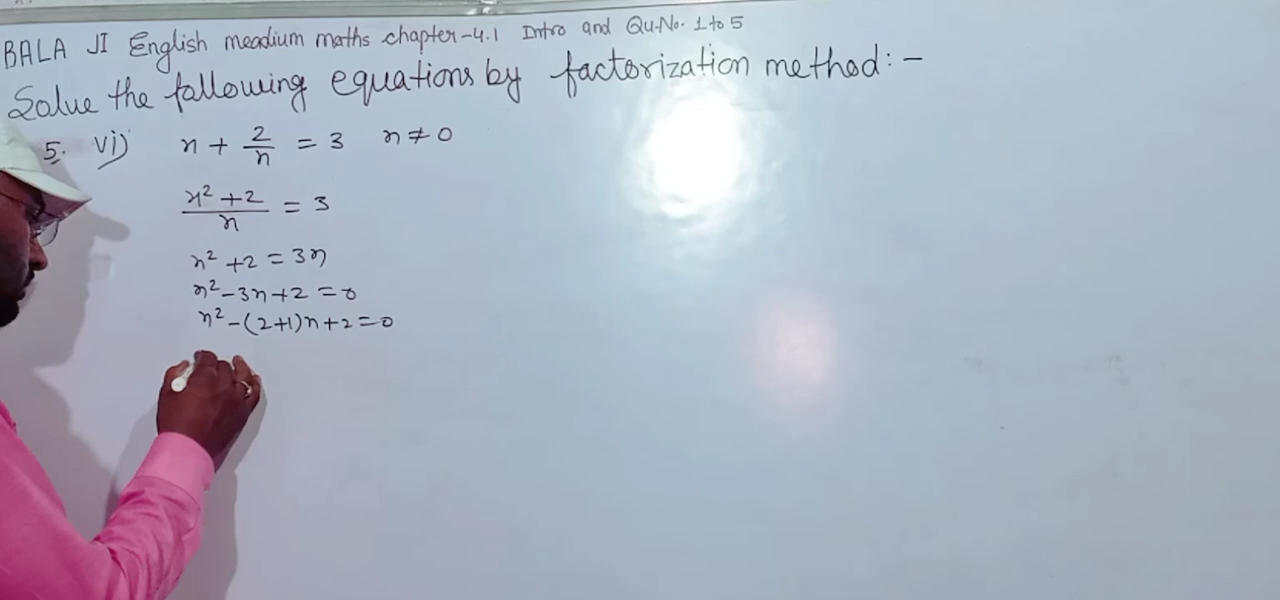 BALA JI English meadium maths chapter-4.1 Intro and Qu.No. 1 to 5
Solve the following equations by factorization method:-
5. vi) x + 2/x = 3 x ≠ 0
(x² + 2)/x = 3
x² + 2 = 3x
x² - 3x + 2 = 0
x² - (2+1)x + 2 = 0